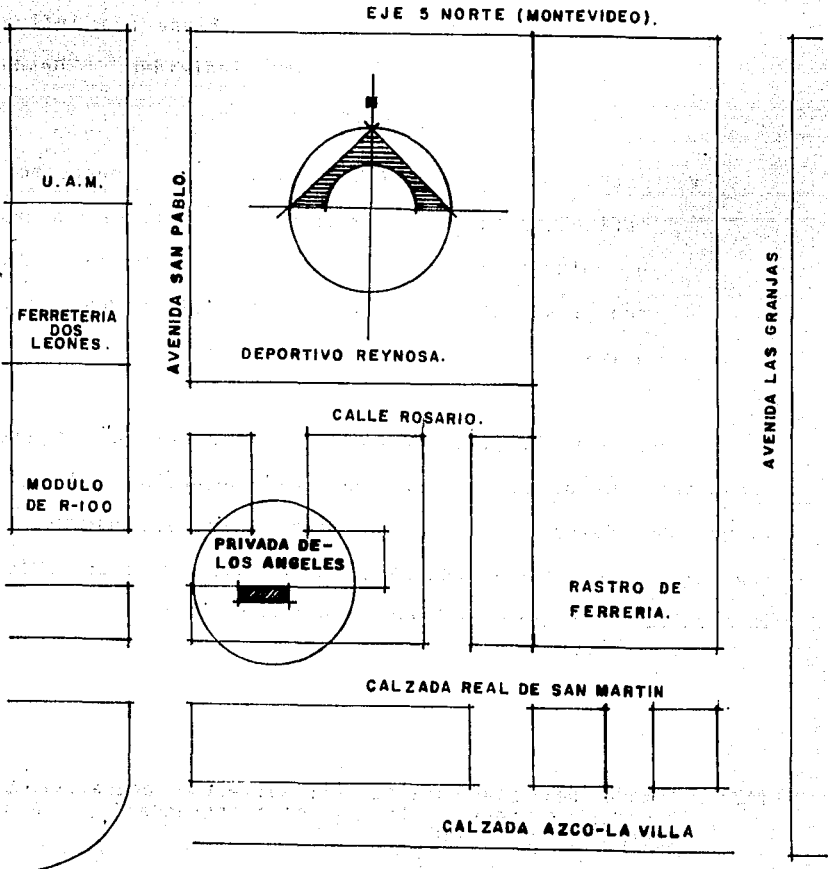 EJE 5 NORTE (MONTEVIDEO).
N
U.A.M.
AVENIDA SAN PABLO.
FERRETERIA
DOS
LEONES.
DEPORTIVO REYNOSA.
AVENIDA LAS GRANJAS
CALLE ROSARIO.
MODULO
DE R-100
PRIVADA DE-
LOS ANGELES
RASTRO DE
FERRERIA.
CALZADA REAL DE SAN MARTIN
CALZADA AZCO-LA VILLA